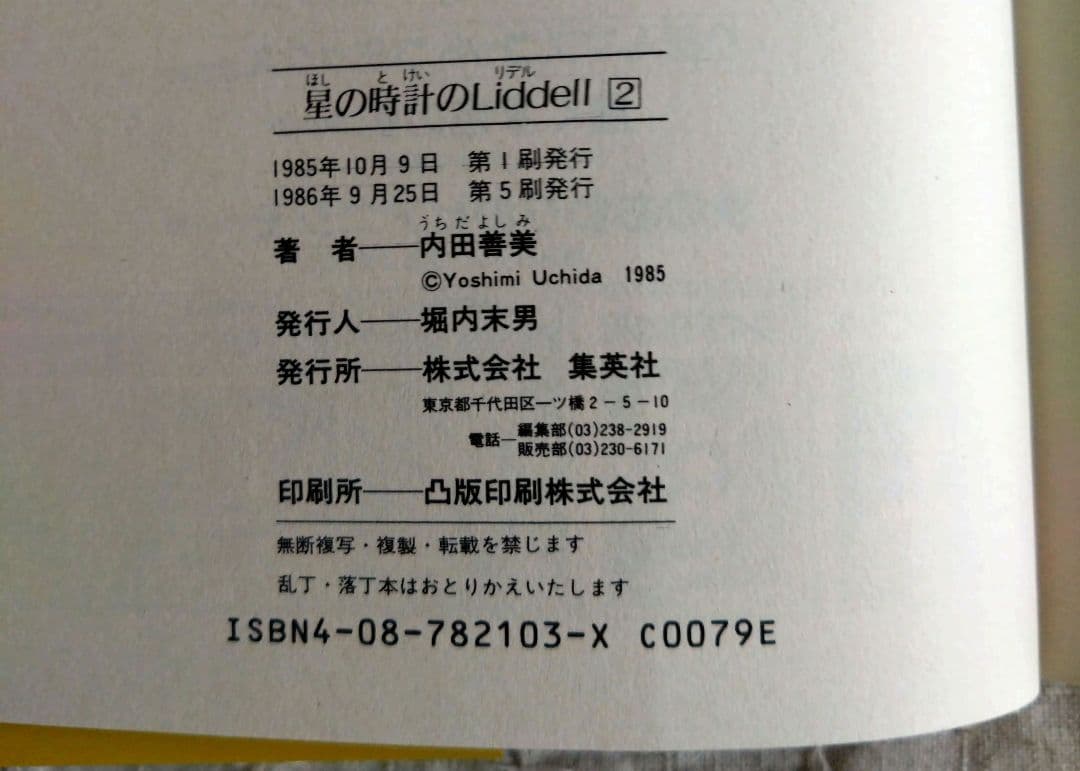 ほし とけい リデル
星の時計のLiddell 2
1985年10月9日 第1刷発行
1986年9月25日 第5刷発行
うちだよしみ
著 者──内田善美
©Yoshimi Uchida 1985
発行人──堀内末男
発行所──株式会社 集英社
東京都千代田区一ツ橋2-5-10
電話─編集部(03)238-2919
販売部(03)230-6171
印刷所──凸版印刷株式会社
無断複写・複製・転載を禁じます
乱丁・落丁本はおとりかえいたします
ISBN4-08-782103-X C0079E